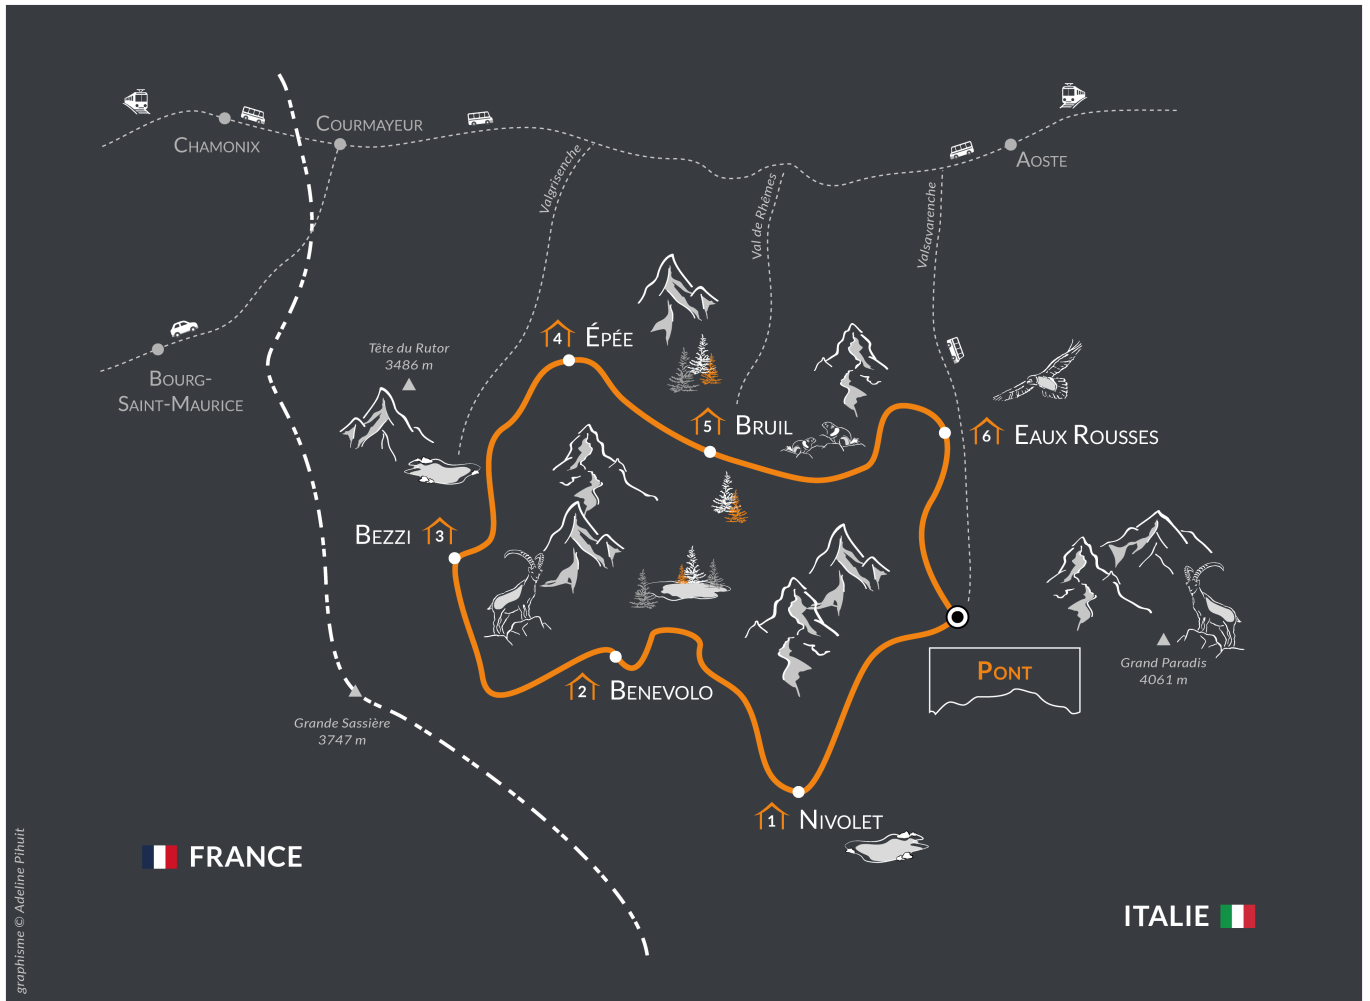 COURMAYEUR
CHAMONIX
AOSTE
Valgrisenche
Val de Rhêmes
Valsavarenche
BOURG-
SAINT-MAURICE
Tête du Rutor
3486 m
4 ÉPÉE
5 BRUIL
6 EAUX ROUSSES
BEZZI 3
PONT
Grand Paradis
4061 m
2 BENEVOLO
Grande Sassière
3747 m
1 NIVOLET
FRANCE
ITALIE
graphisme © Adeline Pihuit